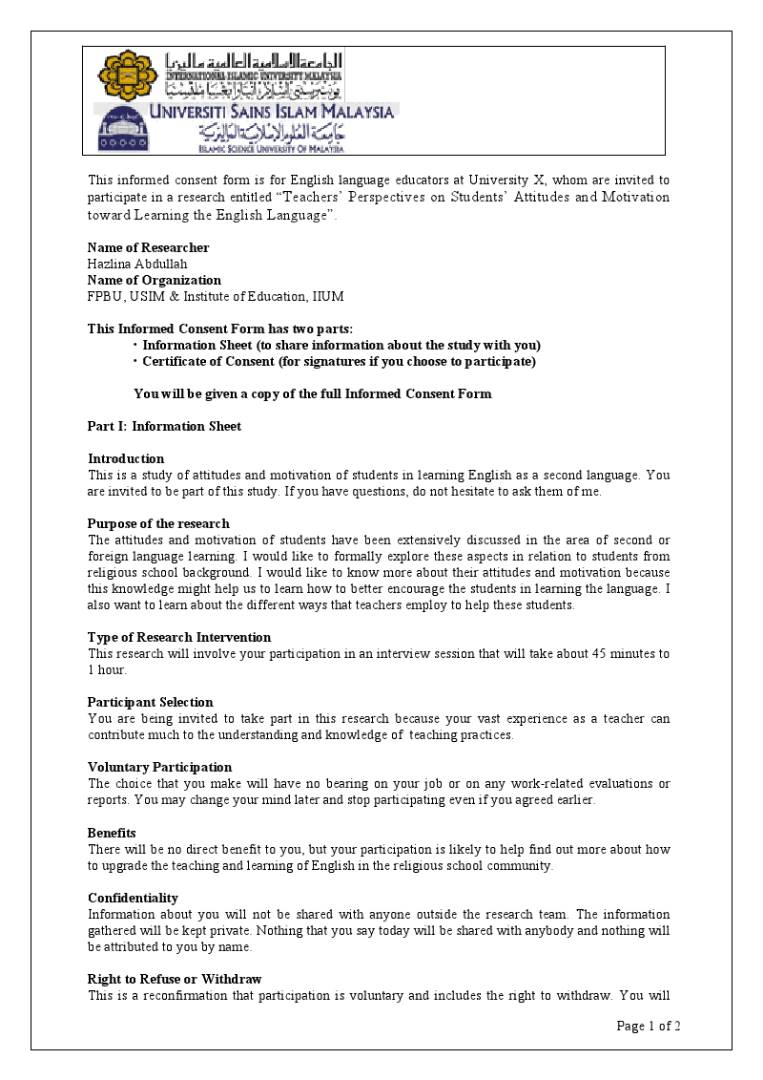 الجامعة الإسلامية العالمية ماليزيا
INTERNATIONAL ISLAMIC UNIVERSITY MALAYSIA
UNIVERSITI SAINS ISLAM MALAYSIA
جامعة العلوم الإسلامية الماليزية
ISLAMIC SCIENCE UNIVERSITY OF MALAYSIA
This informed consent form is for English language educators at University X, whom are invited to
participate in a research entitled “Teachers’ Perspectives on Students’ Attitudes and Motivation
toward Learning the English Language”.
Name of Researcher
Hazlina Abdullah
Name of Organization
FPBU, USIM & Institute of Education, IIUM
This Informed Consent Form has two parts:
• Information Sheet (to share information about the study with you)
• Certificate of Consent (for signatures if you choose to participate)
You will be given a copy of the full Informed Consent Form
Part I: Information Sheet
Introduction
This is a study of attitudes and motivation of students in learning English as a second language. You
are invited to be part of this study. If you have questions, do not hesitate to ask them of me.
Purpose of the research
The attitudes and motivation of students have been extensively discussed in the area of second or
foreign language learning. I would like to formally explore these aspects in relation to students from
religious school background. I would like to know more about their attitudes and motivation because
this knowledge might help us to learn how to better encourage the students in learning the language. I
also want to learn about the different ways that teachers employ to help these students.
Type of Research Intervention
This research will involve your participation in an interview session that will take about 45 minutes to
1 hour.
Participant Selection
You are being invited to take part in this research because your vast experience as a teacher can
contribute much to the understanding and knowledge of teaching practices.
Voluntary Participation
The choice that you make will have no bearing on your job or on any work-related evaluations or
reports. You may change your mind later and stop participating even if you agreed earlier.
Benefits
There will be no direct benefit to you, but your participation is likely to help find out more about how
to upgrade the teaching and learning of English in the religious school community.
Confidentiality
Information about you will not be shared with anyone outside the research team. The information
gathered will be kept private. Nothing that you say today will be shared with anybody and nothing will
be attributed to you by name.
Right to Refuse or Withdraw
This is a reconfirmation that participation is voluntary and includes the right to withdraw. You will
Page 1 of 2